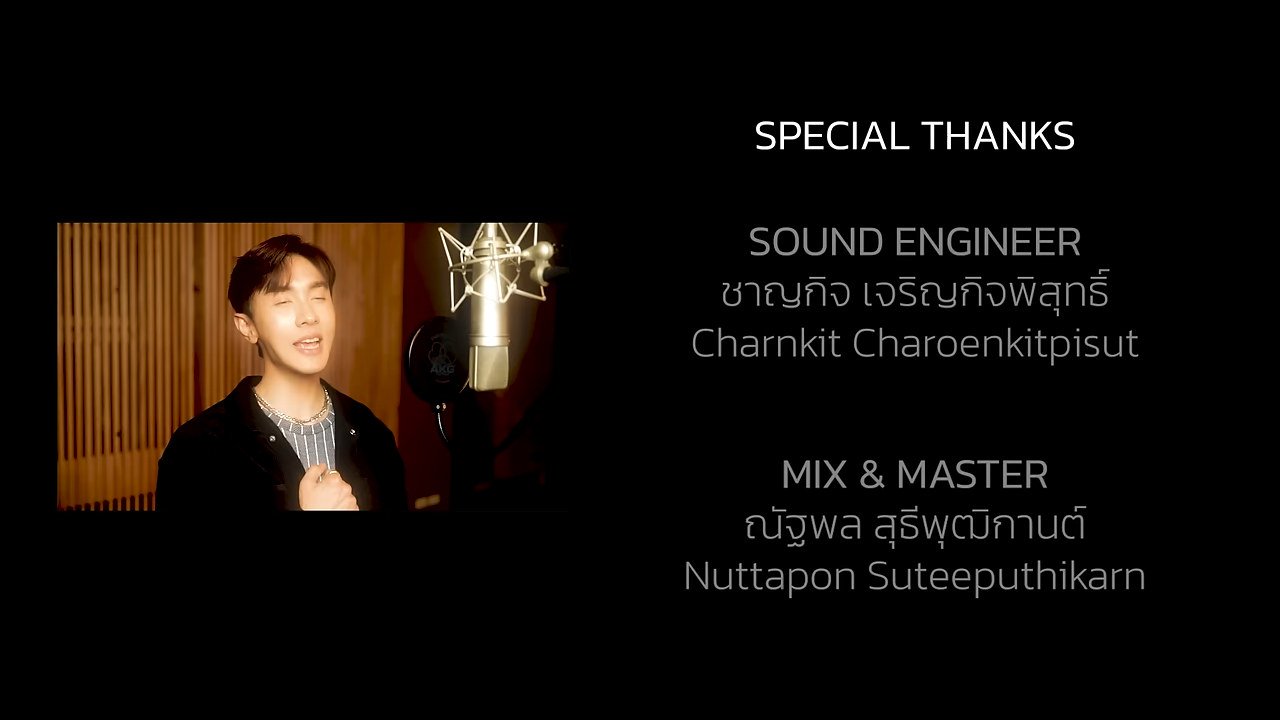 SPECIAL THANKS
SOUND ENGINEER
ชาญกิจ เจริญกิจพิสุทธิ์
Charnkit Charoenkitpisut
MIX & MASTER
ณัฐพล สุธีพุฒิกานต์
Nuttapon Suteeputhikarn
AKG